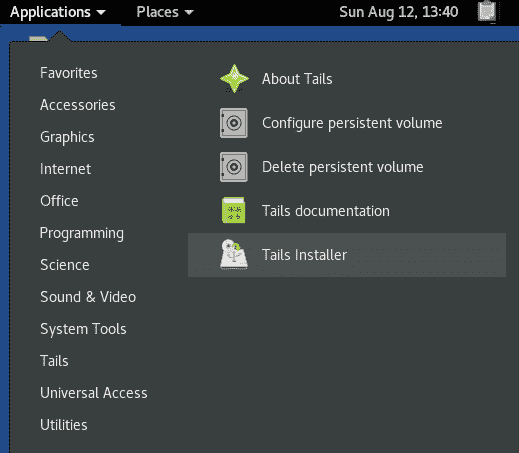 Applications Places Sun Aug 12, 13:40
Favorites
Accessories
Graphics
Internet
Office
Programming
Science
Sound & Video
System Tools
Tails
Universal Access
Utilities
About Tails
Configure persistent volume
Delete persistent volume
Tails documentation
Tails Installer